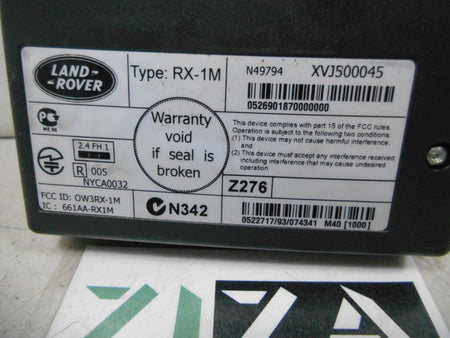 LAND-
-ROVER
Type: RX-1M
N49794 XVJ500045
0526901870000000
This device complies with part 15 of the FCC rules.
Operation is subject to the following two conditions:
(1) This device may not cause harmful interference,
and
(2) This device must accept any interference received,
including interference that may cause
undesired operation.
Warranty
void
if seal is
broken
ME 96
2.4 FH 1
R 005
NYCA0032
FCC ID: OW3RX-1M
IC : 661AA-RX1M
N342
Z276
0522717/93/074341 M40 [1000]
ZIZA